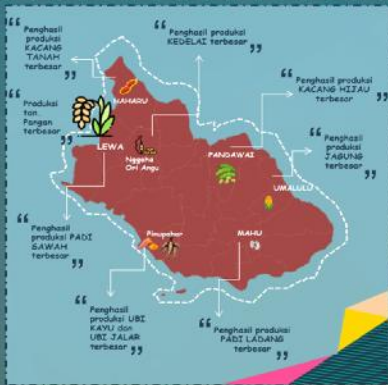 Penghasil
produksi
KACANG
TANAH
terbesar
Penghasil produksi
KEDELAI terbesar
Penghasil produksi
KACANG HIJAU
terbesar
Produksi
tan.
Pangan
terbesar
Penghasil
produksi
JAGUNG
terbesar
HAHARU
LEWA
Nggaha
Ori Angu
PANDAWAI
UMALULU
Pinupahar
MAHU
Penghasil
produksi PADI
SAWAH
terbesar
Penghasil
produksi UBI
KAYU dan
UBI JALAR
terbesar
Penghasil produksi
PADI LADANG
terbesar